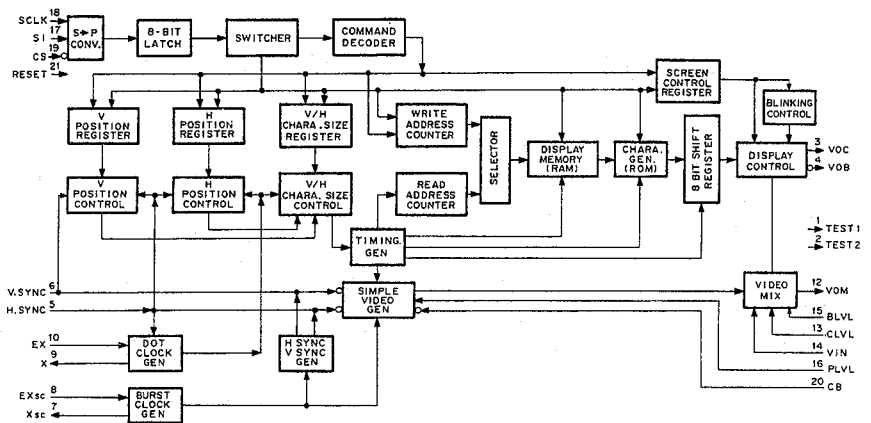 SCLK 18
SI 17
CS 19
RESET 21
S➔P
CONV.
8-BIT
LATCH
SWITCHER
COMMAND
DECODER
SCREEN
CONTROL
REGISTER
BLINKING
CONTROL
V
POSITION
REGISTER
H
POSITION
REGISTER
V/H
CHARA. SIZE
REGISTER
WRITE
ADDRESS
COUNTER
SELECTOR
DISPLAY
MEMORY
(RAM)
CHARA.
GEN.
(ROM)
8 BIT SHIFT
REGISTER
DISPLAY
CONTROL
3 VOC
4 VOB
V
POSITION
CONTROL
H
POSITION
CONTROL
V/H
CHARA. SIZE
CONTROL
READ
ADDRESS
COUNTER
TIMING.
GEN
1 TEST1
2 TEST2
V.SYNC 6
H.SYNC 5
SIMPLE
VIDEO
GEN
VIDEO
MIX
12 VOM
15 BLVL
13 CLVL
14 VIN
16 PLVL
20 CB
EX 10
X 9
DOT
CLOCK
GEN
H SYNC
V SYNC
GEN
EXsc 8
Xsc 7
BURST
CLOCK
GEN